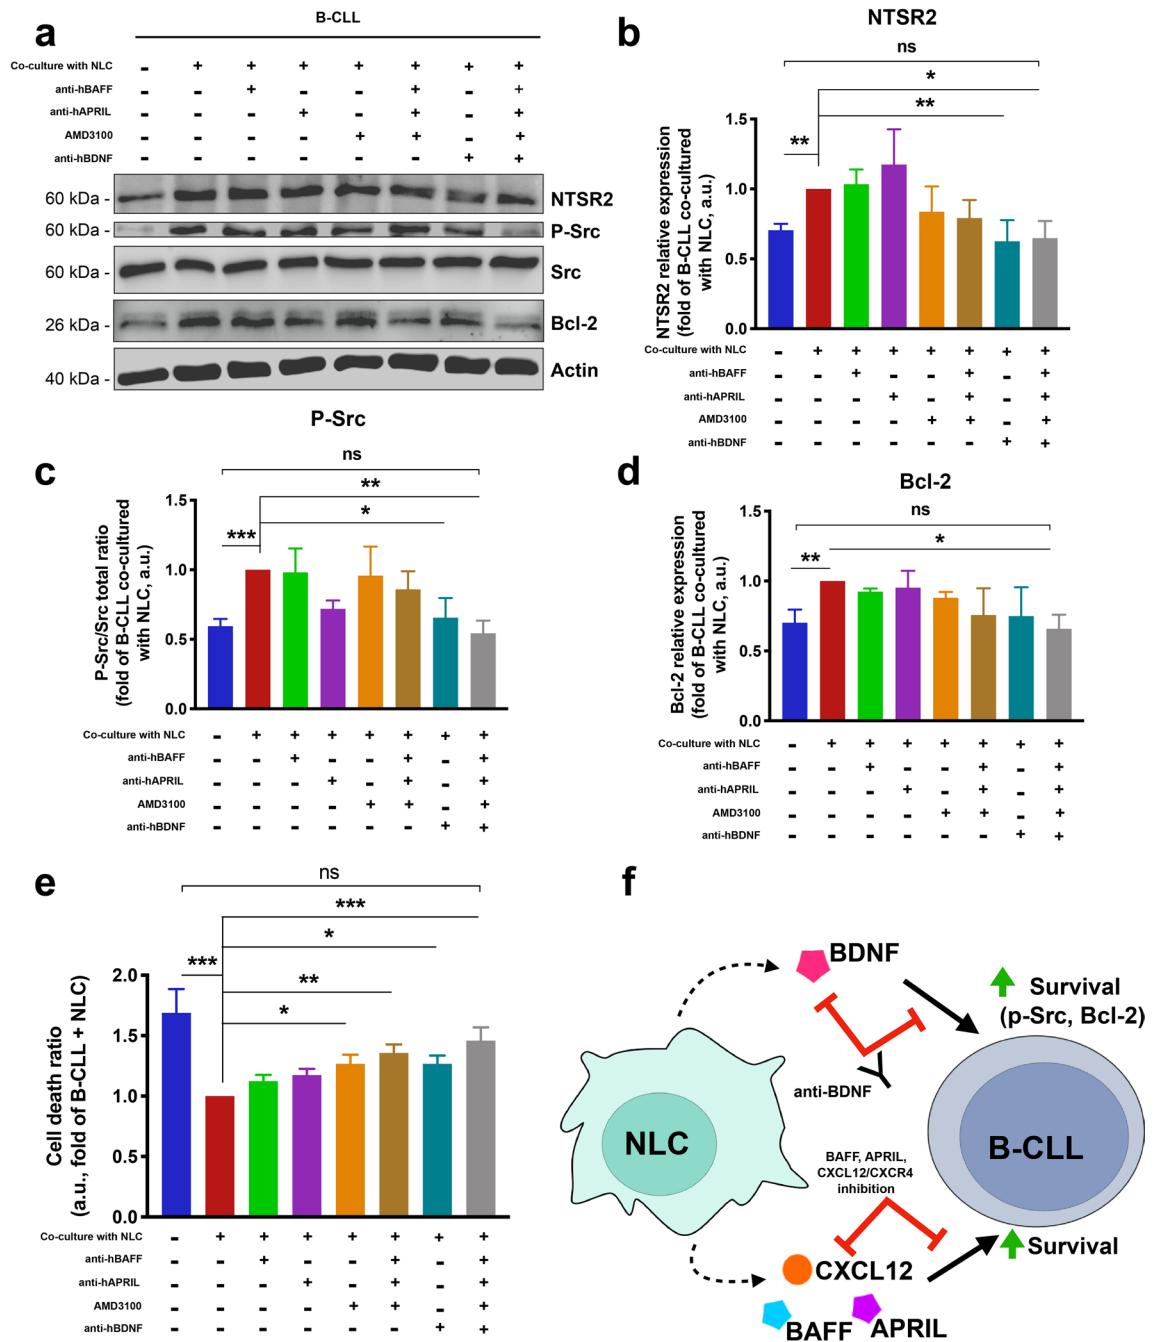 a
B-CLL
Co-culture with NLC - + + + + + + +
anti-hBAFF - - + - - + - +
anti-hAPRIL - - - + - + - +
AMD3100 - - - - + + - +
anti-hBDNF - - - - - - + +
60 kDa - NTSR2
60 kDa - P-Src
60 kDa - Src
26 kDa - Bcl-2
40 kDa - Actin
b
NTSR2
ns
*
**
**
NTSR2 relative expression
(fold of B-CLL co-cultured
with NLC, a.u.)
1.5
1.0
0.5
0.0
Co-culture with NLC - + + + + + + +
anti-hBAFF - - + - - + - +
anti-hAPRIL - - - + - + - +
AMD3100 - - - - + + - +
anti-hBDNF - - - - - - + +
c
P-Src
ns
**
*
***
P-Src/Src total ratio
(fold of B-CLL co-cultured
with NLC, a.u.)
1.5
1.0
0.5
0.0
Co-culture with NLC - + + + + + + +
anti-hBAFF - - + - - + - +
anti-hAPRIL - - - + - + - +
AMD3100 - - - - + + - +
anti-hBDNF - - - - - - + +
d
Bcl-2
ns
*
**
Bcl-2 relative expression
(fold of B-CLL co-cultured
with NLC, a.u.)
1.5
1.0
0.5
0.0
Co-culture with NLC - + + + + + + +
anti-hBAFF - - + - - + - +
anti-hAPRIL - - - + - + - +
AMD3100 - - - - + + - +
anti-hBDNF - - - - - - + +
e
ns
***
*
***
**
*
Cell death ratio
(a.u., fold of B-CLL + NLC)
2.0
1.5
1.0
0.5
0.0
Co-culture with NLC - + + + + + + +
anti-hBAFF - - + - - + - +
anti-hAPRIL - - - + - + - +
AMD3100 - - - - + + - +
anti-hBDNF - - - - - - + +
f
BDNF
Survival
(p-Src, Bcl-2)
anti-BDNF
NLC
B-CLL
BAFF, APRIL,
CXCL12/CXCR4
inhibition
Survival
CXCL12
BAFF
APRIL